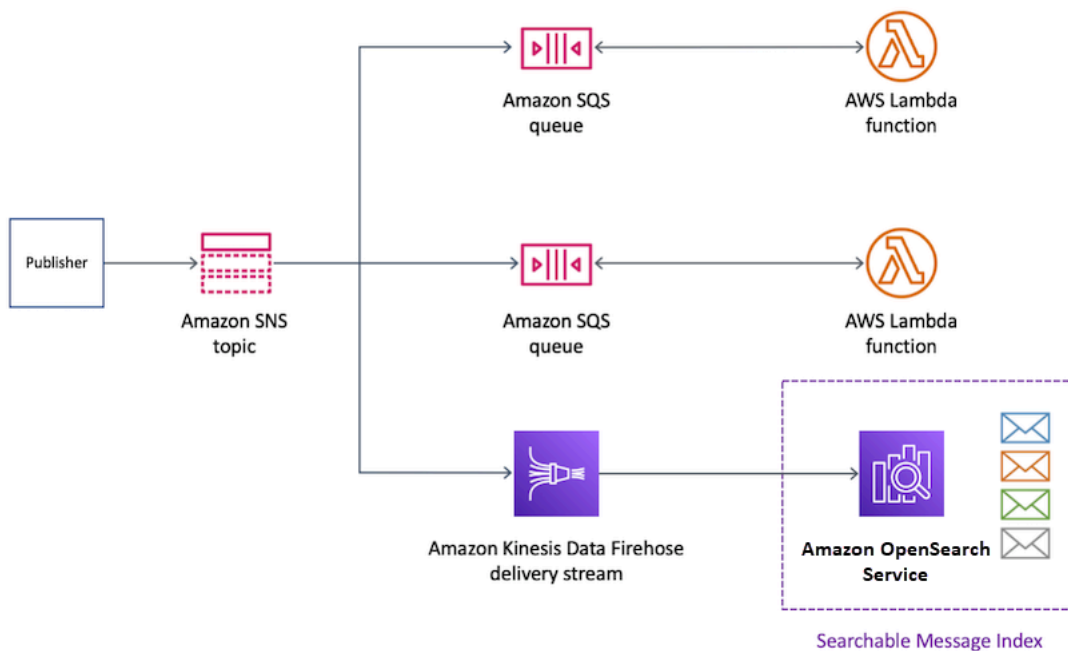 Amazon SQS
queue
AWS Lambda
function
Publisher
Amazon SNS
topic
Amazon SQS
queue
AWS Lambda
function
Amazon Kinesis Data Firehose
delivery stream
Amazon OpenSearch
Service
Searchable Message Index